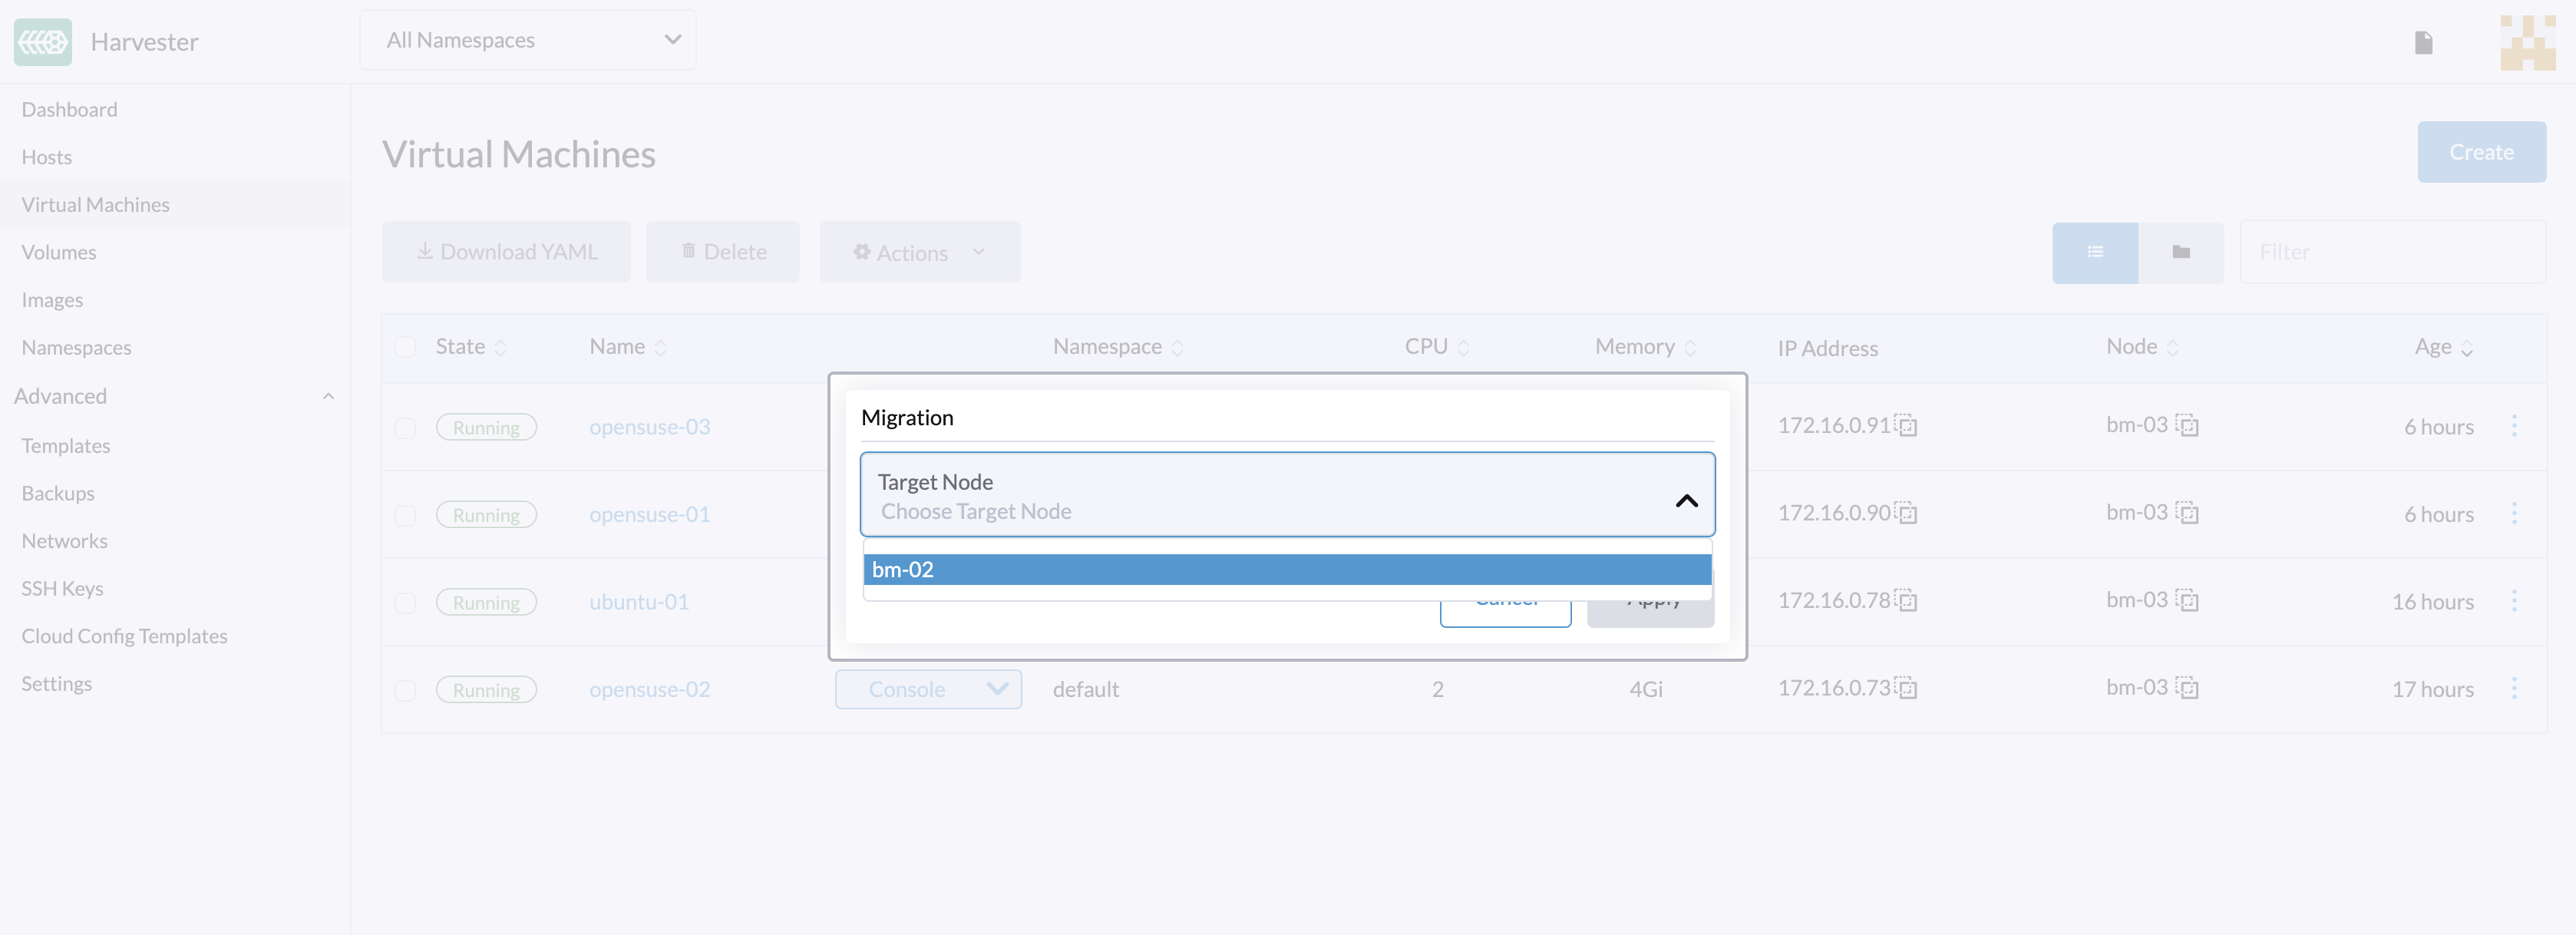 Harvester
All Namespaces
Dashboard
Hosts
Virtual Machines
Volumes
Images
Namespaces
Advanced
Templates
Backups
Networks
SSH Keys
Cloud Config Templates
Settings
Virtual Machines
Create
Download YAML
Delete
Actions
Filter
State Name Namespace CPU Memory IP Address Node Age
Running opensuse-03 172.16.0.91 bm-03 6 hours
Running opensuse-01 172.16.0.90 bm-03 6 hours
Running ubuntu-01 172.16.0.78 bm-03 16 hours
Running opensuse-02 Console default 2 4Gi 172.16.0.73 bm-03 17 hours
Migration
Target Node
Choose Target Node
bm-02
Cancel Apply